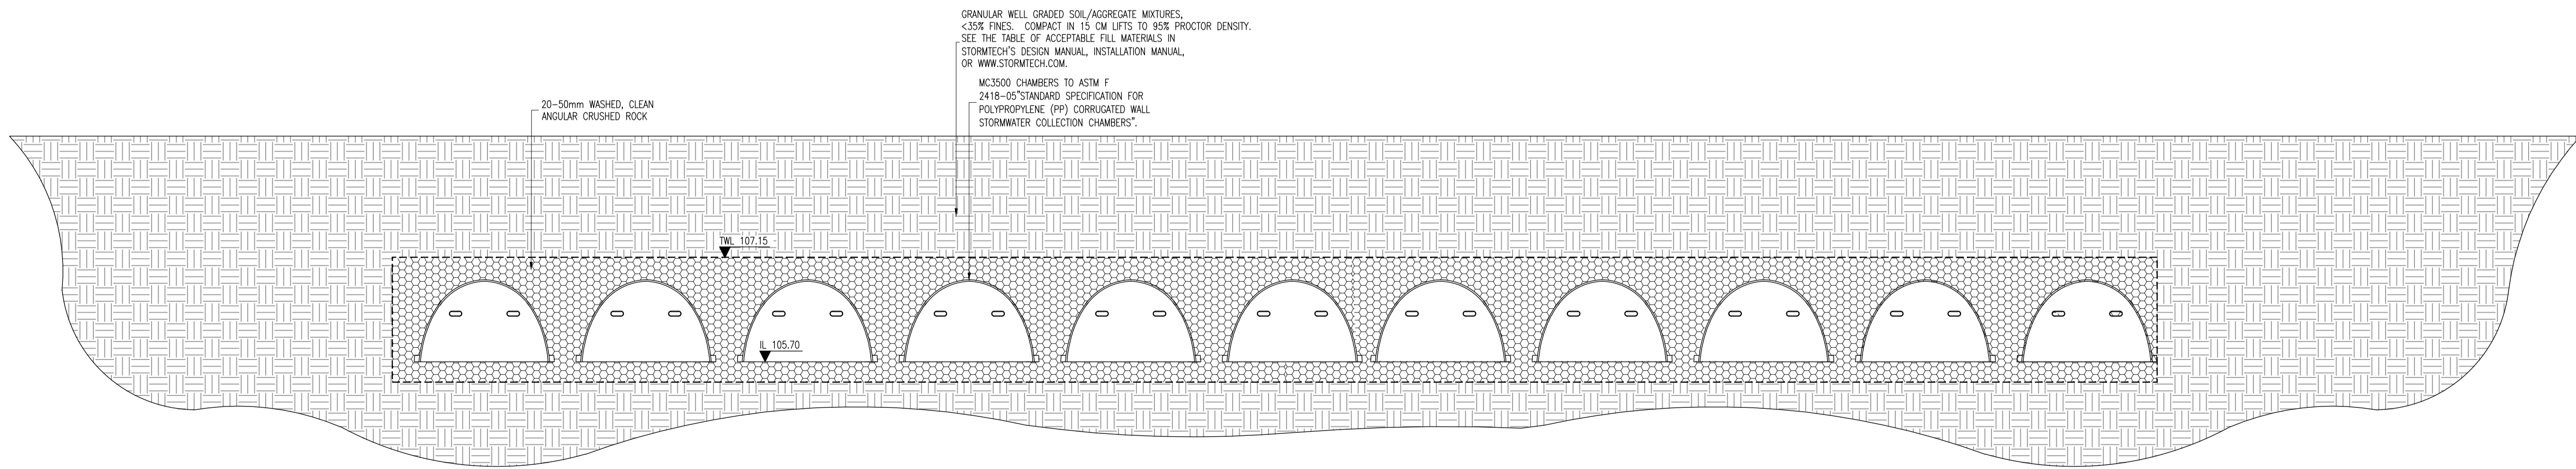 GRANULAR WELL GRADED SOIL/AGGREGATE MIXTURES,
<35% FINES. COMPACT IN 15 CM LIFTS TO 95% PROCTOR DENSITY.
SEE THE TABLE OF ACCEPTABLE FILL MATERIALS IN
STORMTECH'S DESIGN MANUAL, INSTALLATION MANUAL,
OR WWW.STORMTECH.COM.
MC3500 CHAMBERS TO ASTM F
2418-05"STANDARD SPECIFICATION FOR
POLYPROPYLENE (PP) CORRUGATED WALL
STORMWATER COLLECTION CHAMBERS".
20-50mm WASHED, CLEAN
ANGULAR CRUSHED ROCK
TWL 107.15
IL 105.70